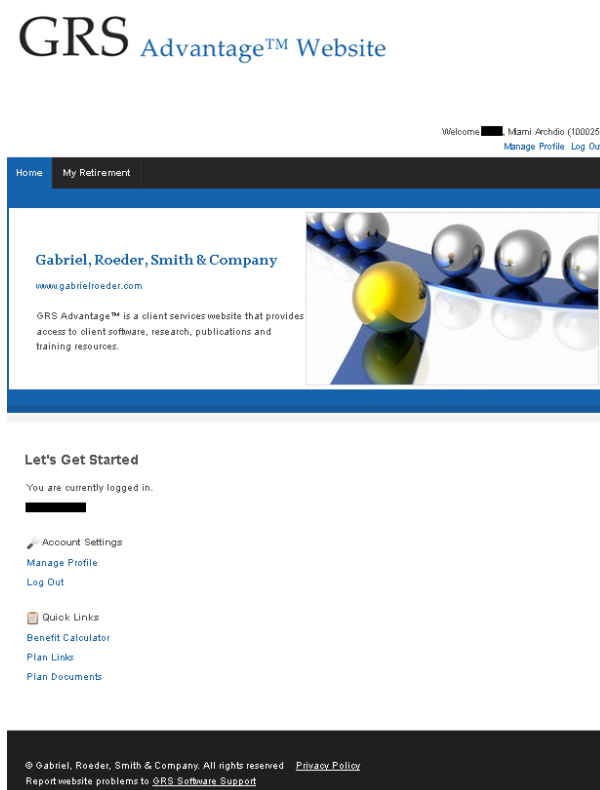 GRS Advantage™ Website
Welcome , Miami Archdio (100025
Manage Profile Log Ou
Home My Retirement
Gabriel, Roeder, Smith & Company
www.gabrielroeder.com
GRS Advantage™ is a client services website that provides
access to client software, research, publications and
training resources.
Let's Get Started
You are currently logged in.
Account Settings
Manage Profile
Log Out
Quick Links
Benefit Calculator
Plan Links
Plan Documents
© Gabriel, Roeder, Smith & Company. All rights reserved Privacy Policy
Report website problems to GRS Software Support